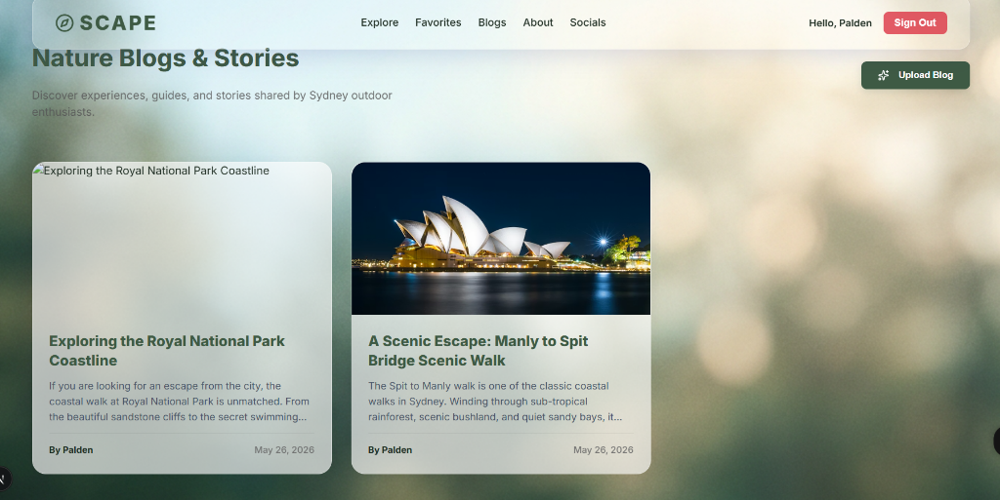 SCAPE
Explore Favorites Blogs About Socials
Hello, Palden
Sign Out
Nature Blogs & Stories
Upload Blog
Discover experiences, guides, and stories shared by Sydney outdoor
enthusiasts.
Exploring the Royal National Park Coastline
Exploring the Royal National Park
Coastline
If you are looking for an escape from the city, the
coastal walk at Royal National Park is unmatched. From
the beautiful sandstone cliffs to the secret swimming...
By Palden
May 26, 2026
A Scenic Escape: Manly to Spit
Bridge Scenic Walk
The Spit to Manly walk is one of the classic coastal
walks in Sydney. Winding through sub-tropical
rainforest, scenic bushland, and quiet sandy bays, it...
By Palden
May 26, 2026